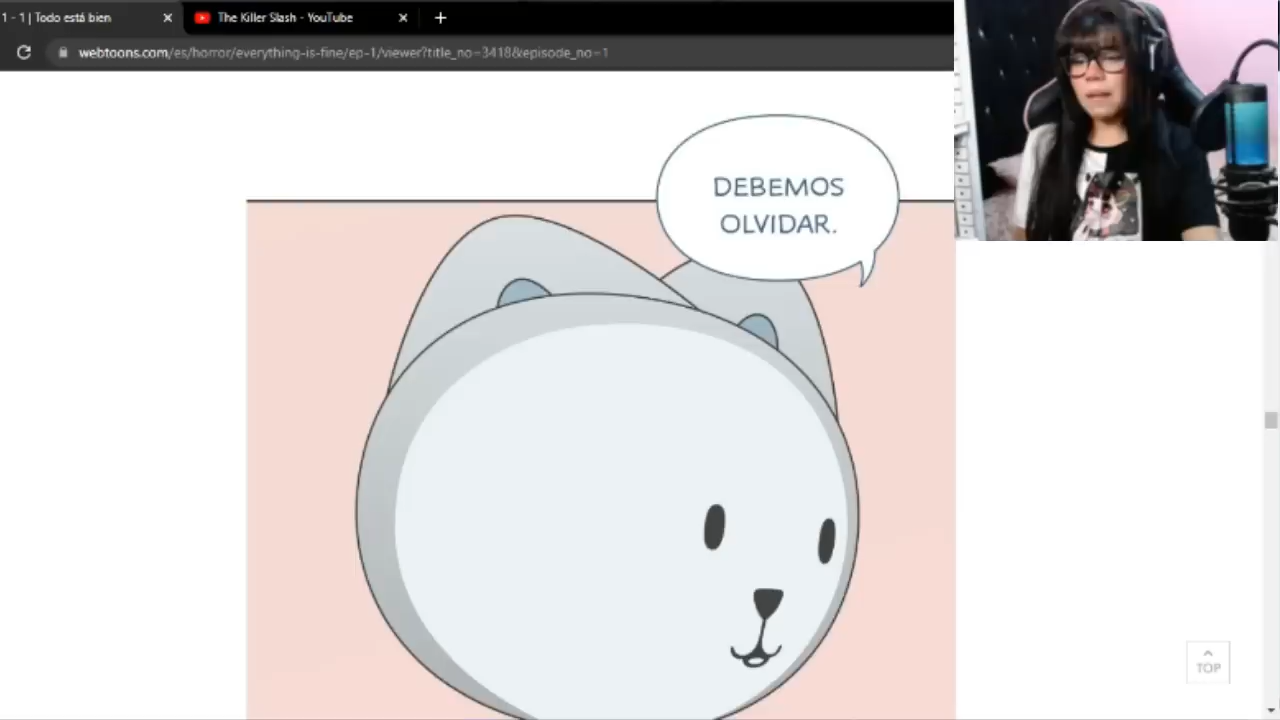 1 - 1 | Todo está bien
The Killer Slash - YouTube
webtoons.com/es/horror/everything-is-fine/ep-1/viewer?title_no=3418&episode_no=1
DEBEMOS
OLVIDAR.
TOP